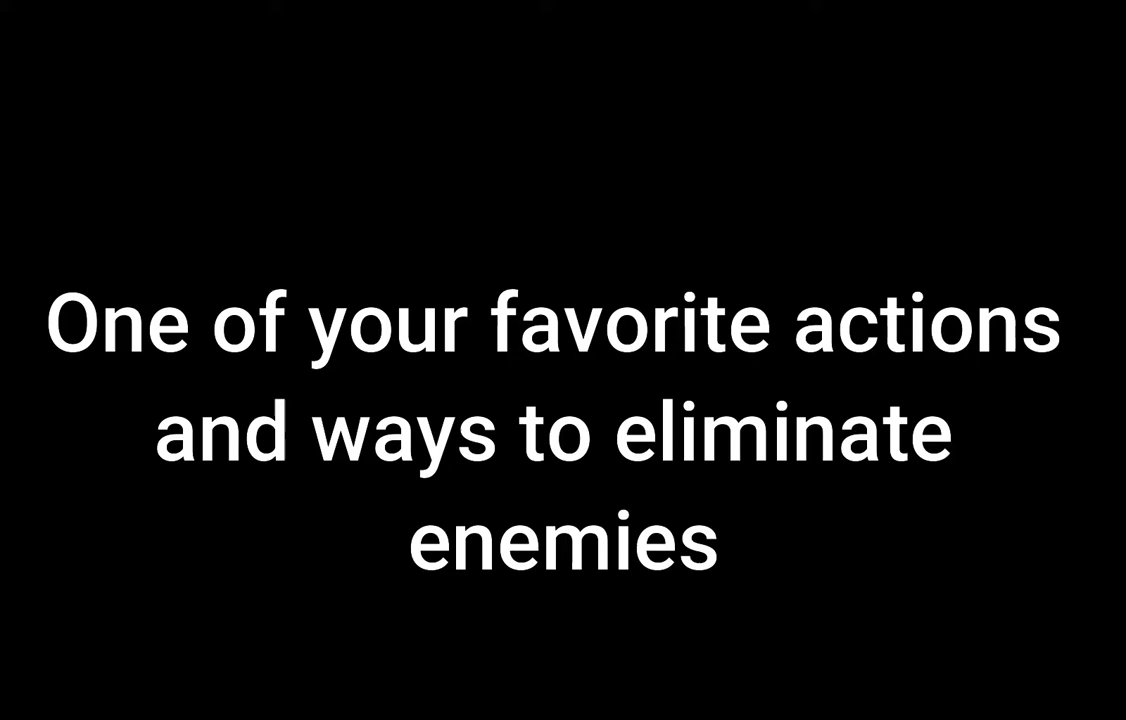 One of your favorite actions
and ways to eliminate
enemies